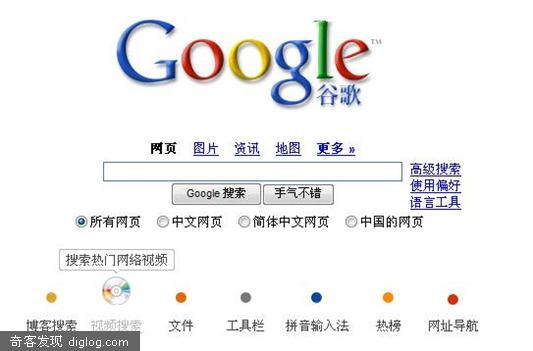 Google™
谷歌
网页 图片 资讯 地图 更多 »
高级搜索
使用偏好
语言工具
Google 搜索 手气不错
所有网页 中文网页 简体中文网页 中国的网页
搜索热门网络视频
博客搜索 视频搜索 文件 工具栏 拼音输入法 热榜 网址导航
奇客发现 diglog.com